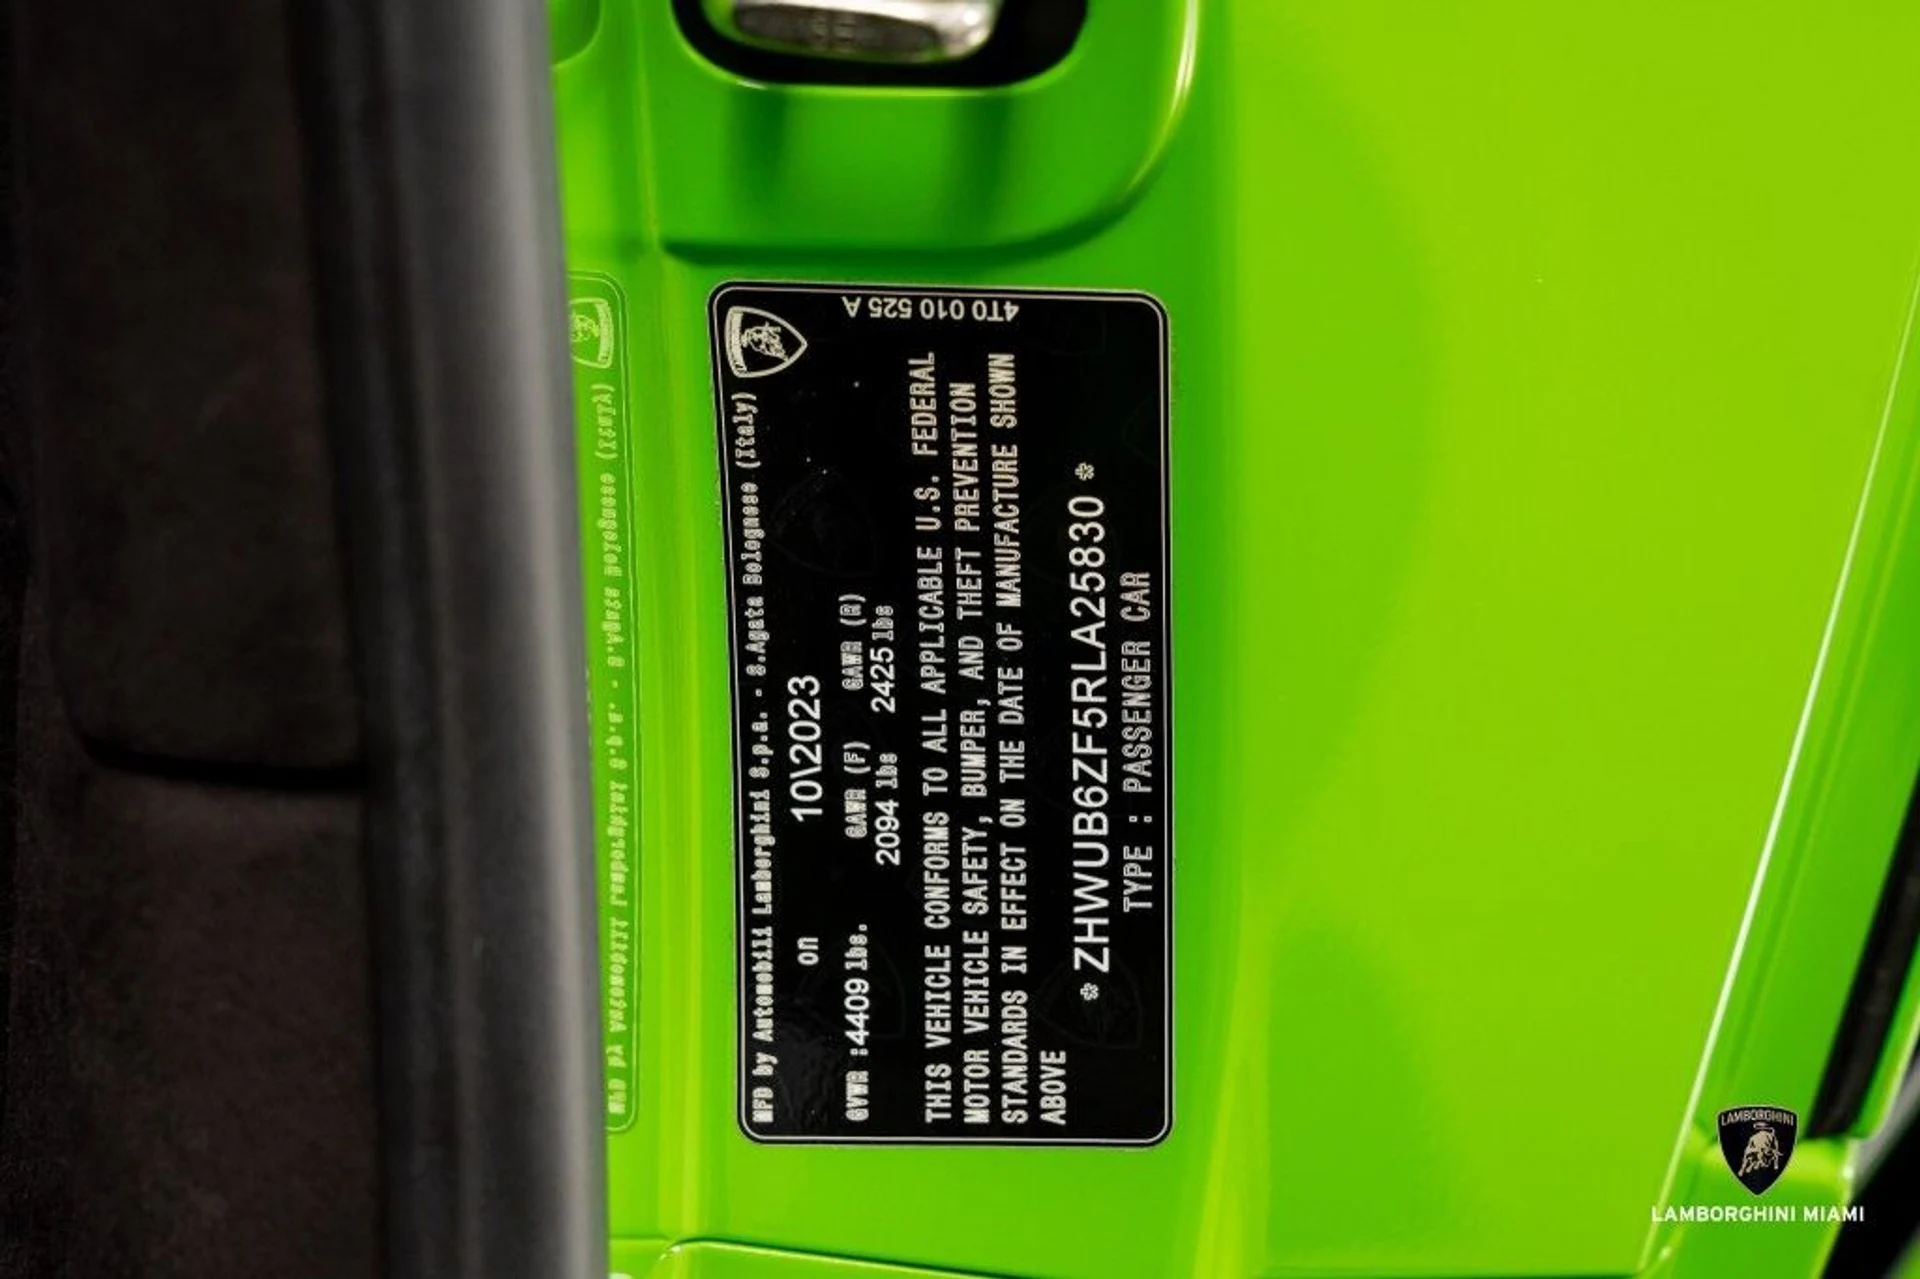 4T0 010 525 A
MFD by Automobili Lamborghini S.p.a. - S.Agata Bolognese (Italy)
on 10\2023
GVWR :4409 lbs. GAWR (F) GAWR (R)
2094 lbs 2425 lbs
THIS VEHICLE CONFORMS TO ALL APPLICABLE U.S. FEDERAL
MOTOR VEHICLE SAFETY, BUMPER, AND THEFT PREVENTION
STANDARDS IN EFFECT ON THE DATE OF MANUFACTURE SHOWN
ABOVE
* ZHWUB6ZF5RLA25830 *
TYPE : PASSENGER CAR
LAMBORGHINI
LAMBORGHINI MIAMI